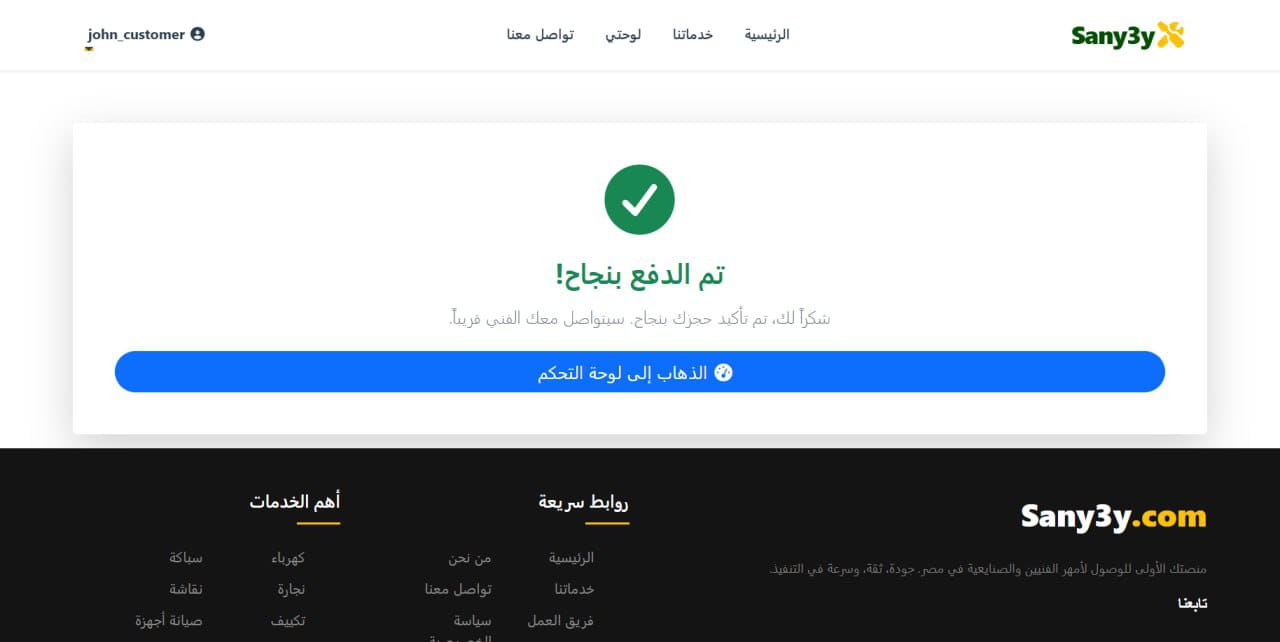 Sany3y
الرئيسية خدماتنا لوحتي تواصل معنا
john_customer
تم الدفع بنجاح!
شكراً لك، تم تأكيد حجزك بنجاح. سيتواصل معك الفني قريباً.
الذهاب إلى لوحة التحكم
Sany3y.com
منصتك الأولى للوصول لأمهر الفنيين والصنايعية في مصر. جودة، ثقة، وسرعة في التنفيذ.
تابعنا
روابط سريعة
الرئيسية من نحن
خدماتنا تواصل معنا
فريق العمل سياسة
الخصوصية
أهم الخدمات
كهرباء سباكة
نجارة نقاشة
تكييف صيانة أجهزة